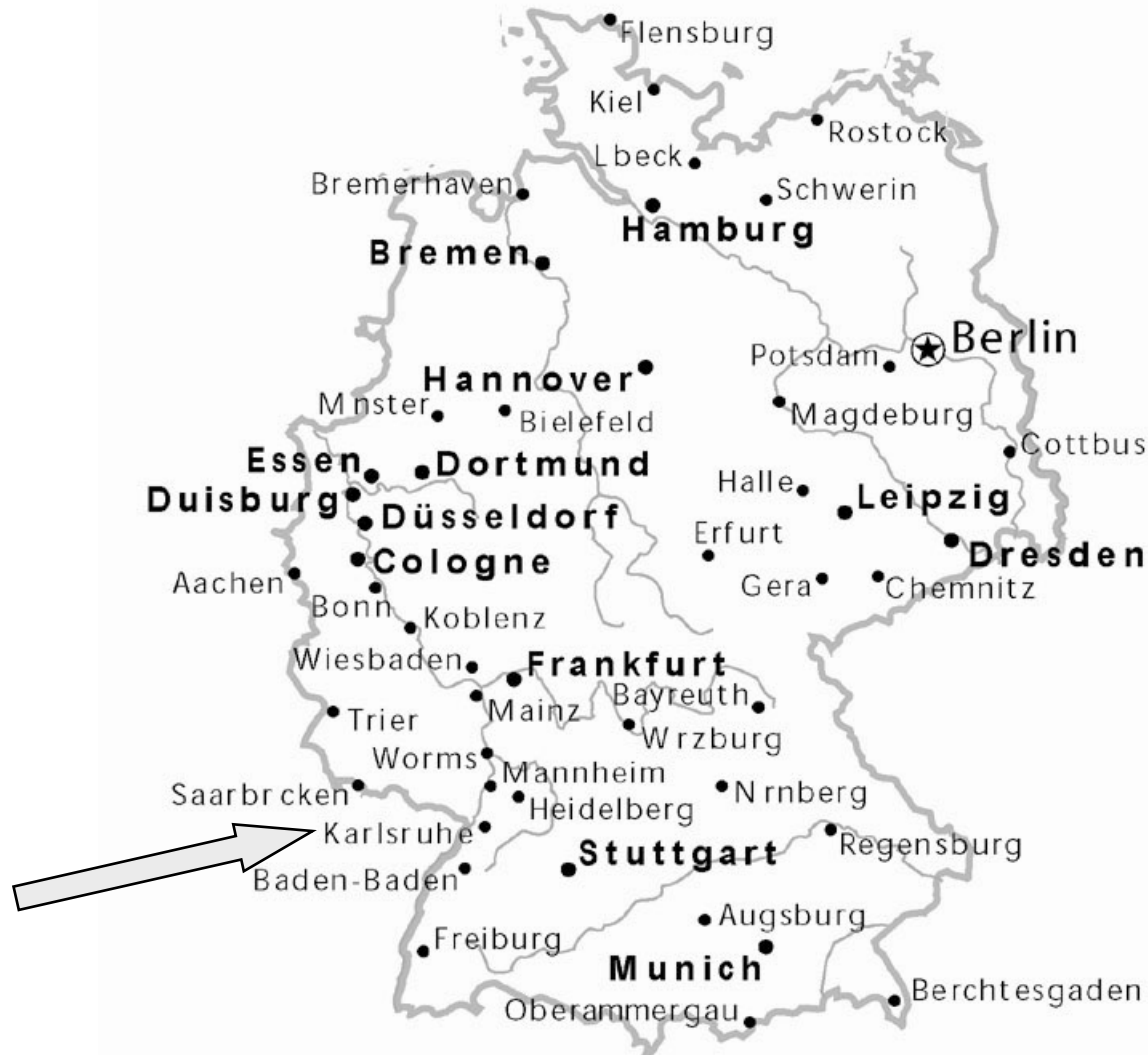 Flensburg
Kiel
Rostock
Lbeck
Bremerhaven
Schwerin
Hamburg
Bremen
Berlin
Potsdam
Hannover
Mnster
Bielefeld
Magdeburg
Cottbus
Essen
Dortmund
Halle
Duisburg
Leipzig
Düsseldorf
Erfurt
Dresden
Cologne
Aachen
Gera
Chemnitz
Bonn
Koblenz
Wiesbaden
Frankfurt
Bayreuth
Mainz
Trier
Wrzburg
Worms
Mannheim
Saarbrcken
Heidelberg
Nrnberg
Karlsruhe
Regensburg
Stuttgart
Baden-Baden
Augsburg
Freiburg
Munich
Berchtesgaden
Oberammergau